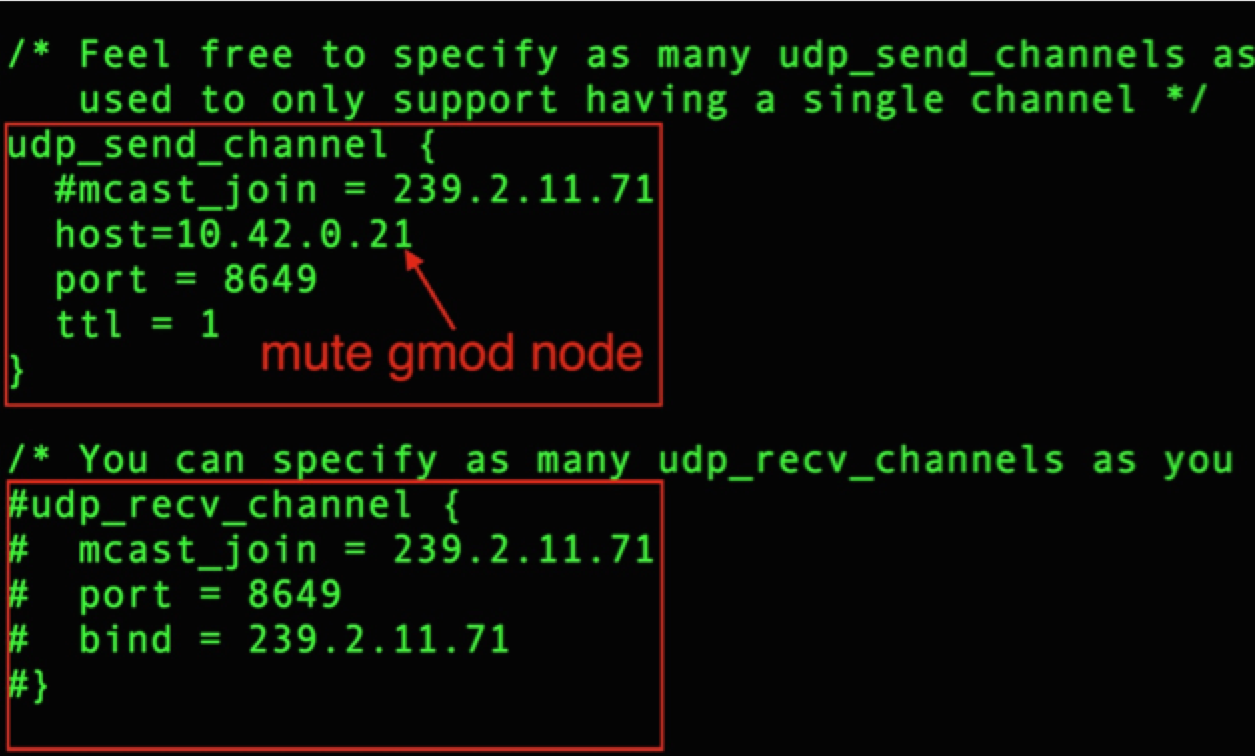 /* Feel free to specify as many udp_send_channels as
used to only support having a single channel */
udp_send_channel {
#mcast_join = 239.2.11.71
host=10.42.0.21
port = 8649
ttl = 1
mute gmod node
}
/* You can specify as many udp_recv_channels as you
#udp_recv_channel {
#  mcast_join = 239.2.11.71
#  port = 8649
#  bind = 239.2.11.71
#}